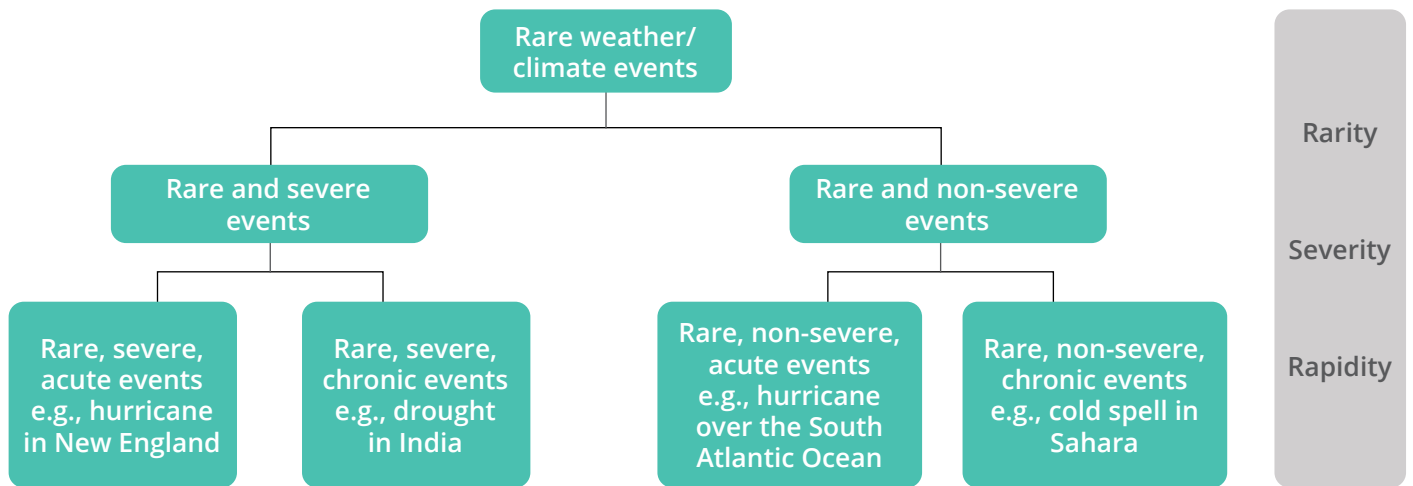 Rare weather/
climate events
Rarity
Rare and severe
events
Rare and non-severe
events
Severity
Rare, severe,
acute events
e.g., hurricane
in New England
Rare, severe,
chronic events
e.g., drought
in India
Rare, non-severe,
acute events
e.g., hurricane
over the South
Atlantic Ocean
Rare, non-severe,
chronic events
e.g., cold spell in
Sahara
Rapidity